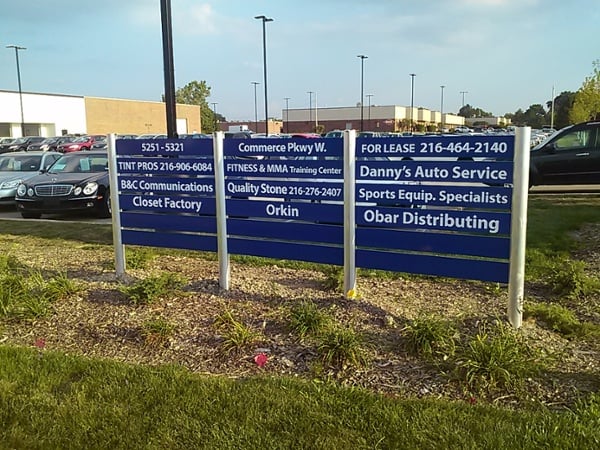 5251 - 5321
TINT PROS 216-906-6084
B&C Communications
Closet Factory
Commerce Pkwy W.
FITNESS & MMA Training Center
Quality Stone 216-276-2407
Orkin
FOR LEASE 216-464-2140
Danny's Auto Service
Sports Equip. Specialists
Obar Distributing